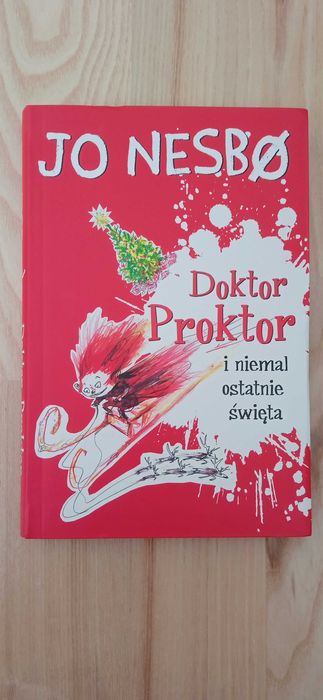 JO NESBØ
Doktor
Proktor
i niemal
ostatnie
święta